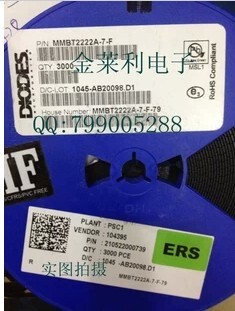 P/N: MMBT2222A-7-F
金莱利电子
QTY 3000
MSL1
RoHS Compliant
e3
DIODES
D/C-LOT 1045-AB20098.D1
House Number: MMBT2222A-7-F-79
QQ:799005288
PLANT : PSC1
VENDOR : 104395
P/N : 210522000739
QTY : 3000 PCE
D/C : 1045 -AB20098.D1
R
MMBT2222A-7-F-79
ERS
实图拍摄